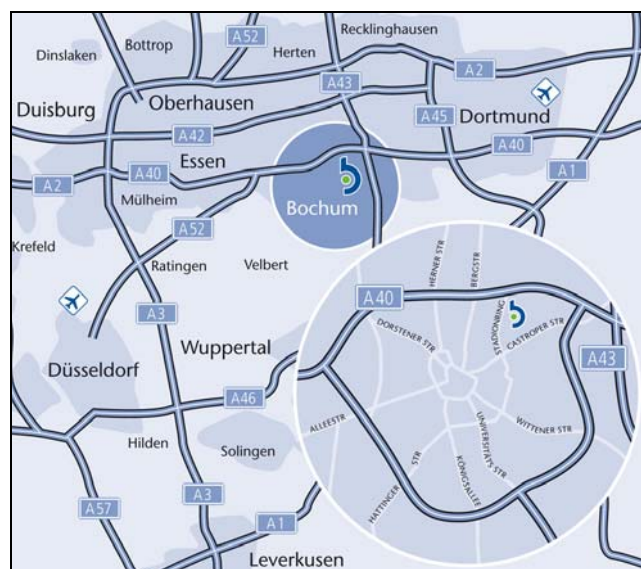 Recklinghausen
A52
Bottrop
Herten
Dinslaken
A2
A43
Duisburg
Oberhausen
A45
Dortmund
A42
A40
Essen
A40
A1
A2
Mülheim
Bochum
A52
Krefeld
Ratingen
Velbert
HERNER STR
BERGSTR
A40
A3
STADIONRING
DORSTENER STR
CASTROPER STR
Wuppertal
A43
Düsseldorf
A46
ALLEESTR
WITTENER STR
UNIVERSITÄTS-STR
Hilden
Solingen
HATTINGER STR
KÖNIGSALLEE
A3
A57
A1
Leverkusen